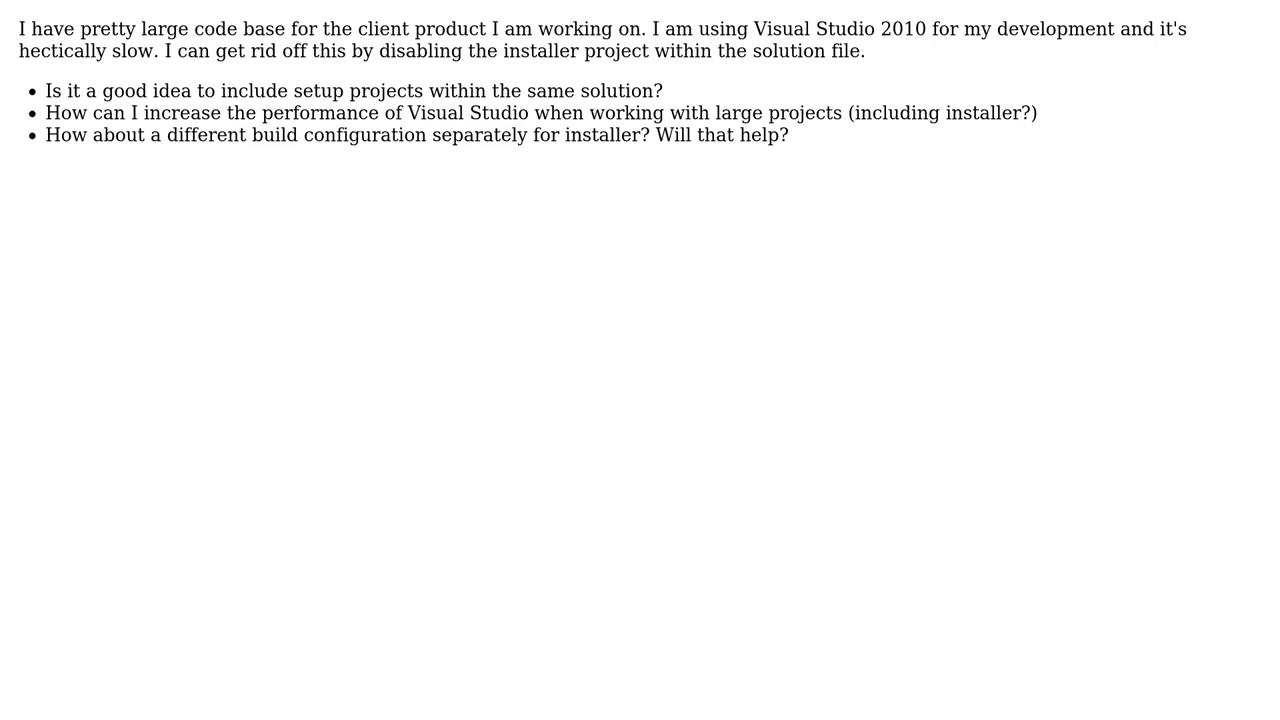 I have pretty large code base for the client product I am working on. I am using Visual Studio 2010 for my development and it's
hectically slow. I can get rid off this by disabling the installer project within the solution file.
• Is it a good idea to include setup projects within the same solution?
• How can I increase the performance of Visual Studio when working with large projects (including installer?)
• How about a different build configuration separately for installer? Will that help?